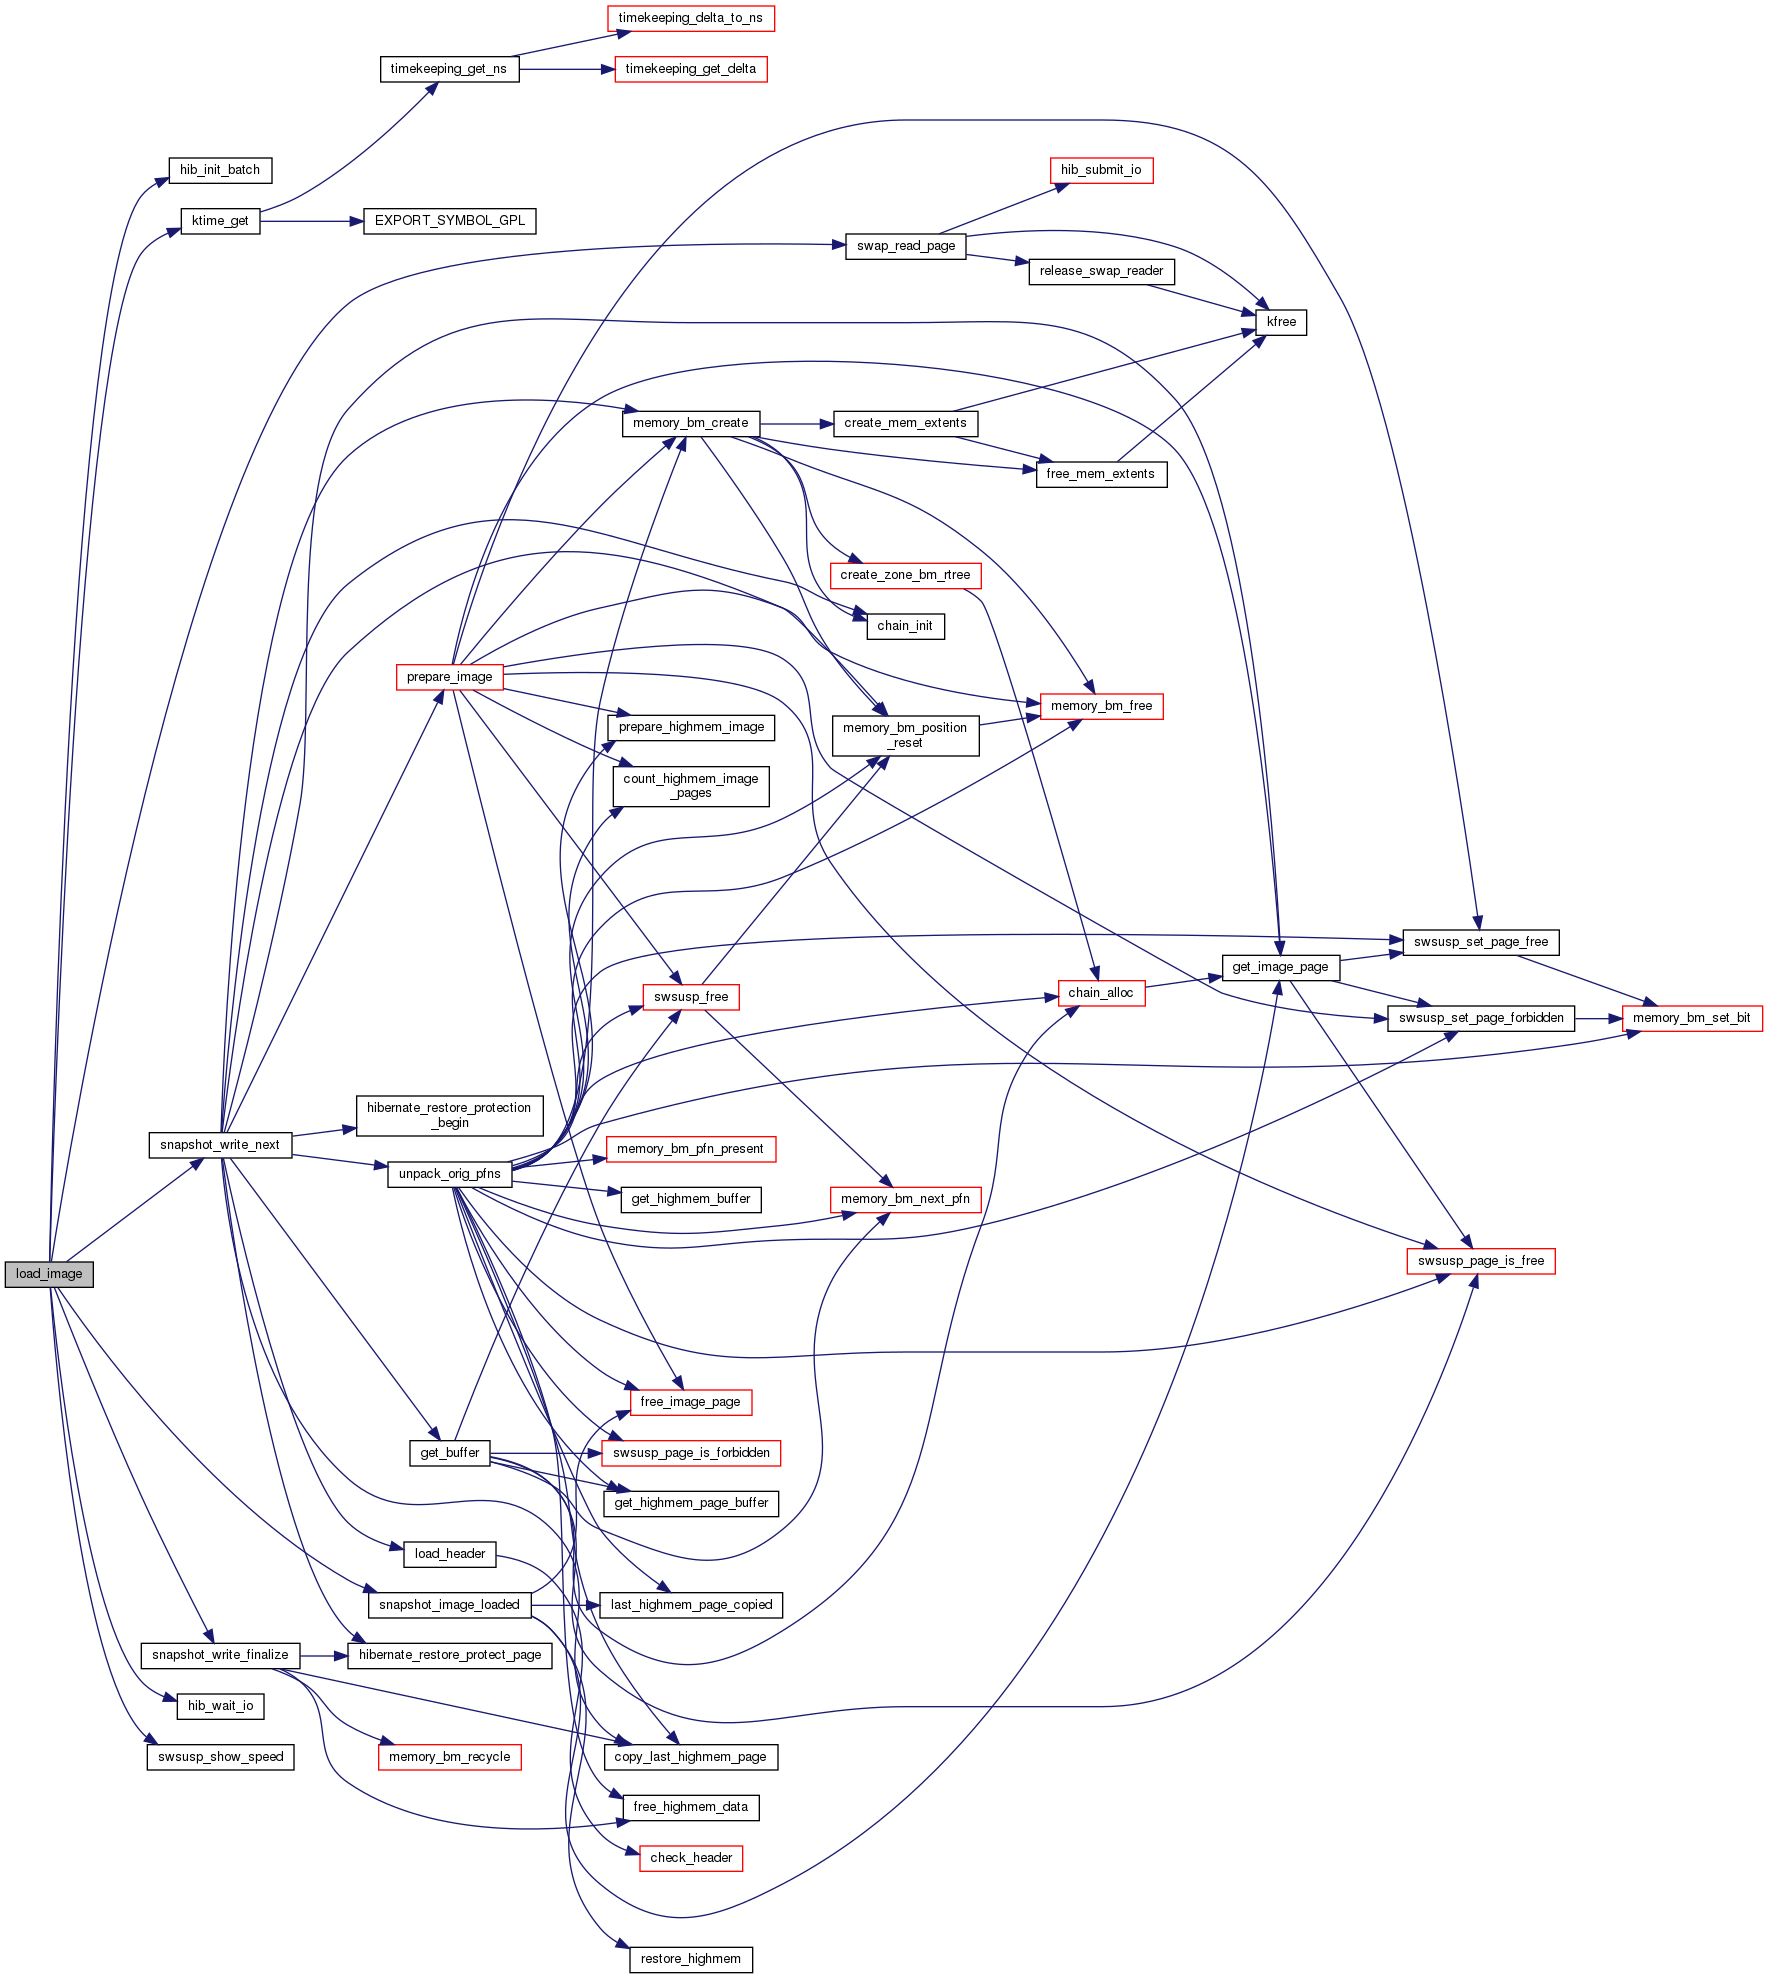 timekeeping_delta_to_ns
timekeeping_get_ns
timekeeping_get_delta
hib_init_batch
hib_submit_io
ktime_get
EXPORT_SYMBOL_GPL
swap_read_page
release_swap_reader
kfree
memory_bm_create
create_mem_extents
free_mem_extents
create_zone_bm_rtree
chain_init
prepare_image
memory_bm_free
prepare_highmem_image
memory_bm_position
_reset
count_highmem_image
_pages
swsusp_set_page_free
get_image_page
swsusp_free
chain_alloc
swsusp_set_page_forbidden
memory_bm_set_bit
hibernate_restore_protection
_begin
snapshot_write_next
memory_bm_pfn_present
unpack_orig_pfns
get_highmem_buffer
memory_bm_next_pfn
swsusp_page_is_free
load_image
free_image_page
get_buffer
swsusp_page_is_forbidden
get_highmem_page_buffer
load_header
snapshot_image_loaded
last_highmem_page_copied
snapshot_write_finalize
hibernate_restore_protect_page
hib_wait_io
swsusp_show_speed
memory_bm_recycle
copy_last_highmem_page
free_highmem_data
check_header
restore_highmem